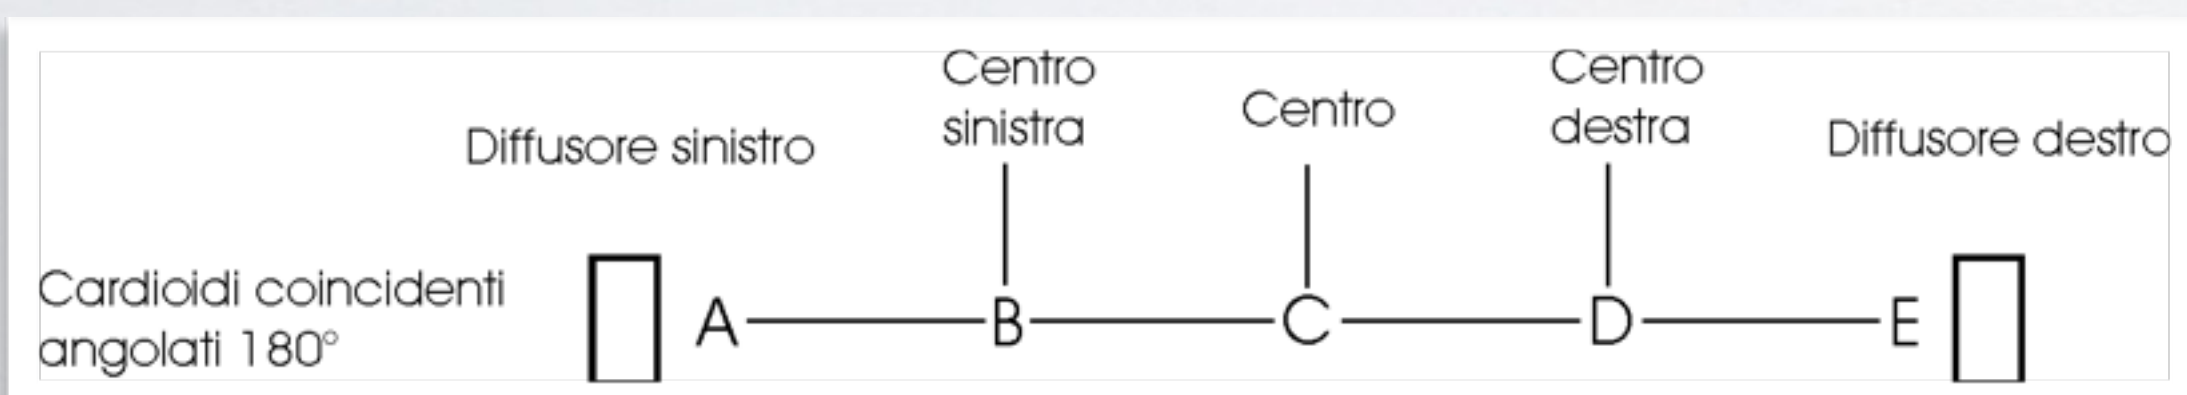 Centro
sinistra
Centro
Centro
destra
Diffusore sinistro
Diffusore destro
Cardioidi coincidenti
angolati 180°
A B C D E